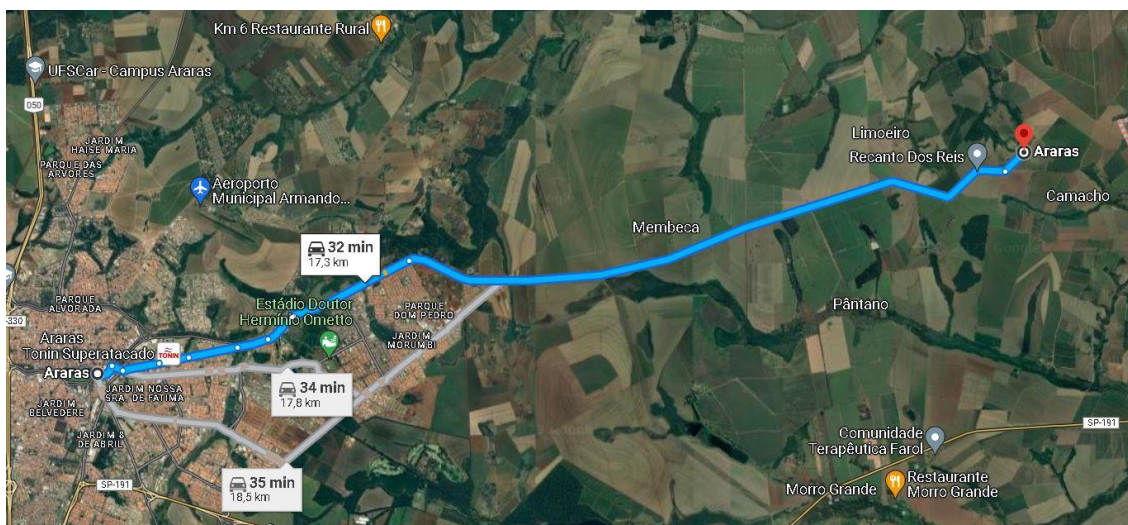 Km 6 Restaurante Rural
UFSCar - Campus Araras
050
JARDIM
HAISE MARIA
PARQUE DAS
ÁRVORES
Aeroporto
Municipal Armando...
Limoeiro
Recanto Dos Reis
Araras
Camacho
Membeca
32 min
17,3 km
PARQUE
ALVORADA
Estádio Doutor
Hermínio Ometto
PARQUE
DOM PEDRO
Pântano
-330
Araras
Tonin Superatacado
TONIN
JARDIM
MORUMBI
Araras
JARDIM NOSSA
SRA. DE FÁTIMA
34 min
17,8 km
JARDIM
BELVEDERE
JARDIM 8
DE ABRIL
SP-191
Comunidade
Terapêutica Farol
SP-191
35 min
18,5 km
Morro Grande
Restaurante
Morro Grande